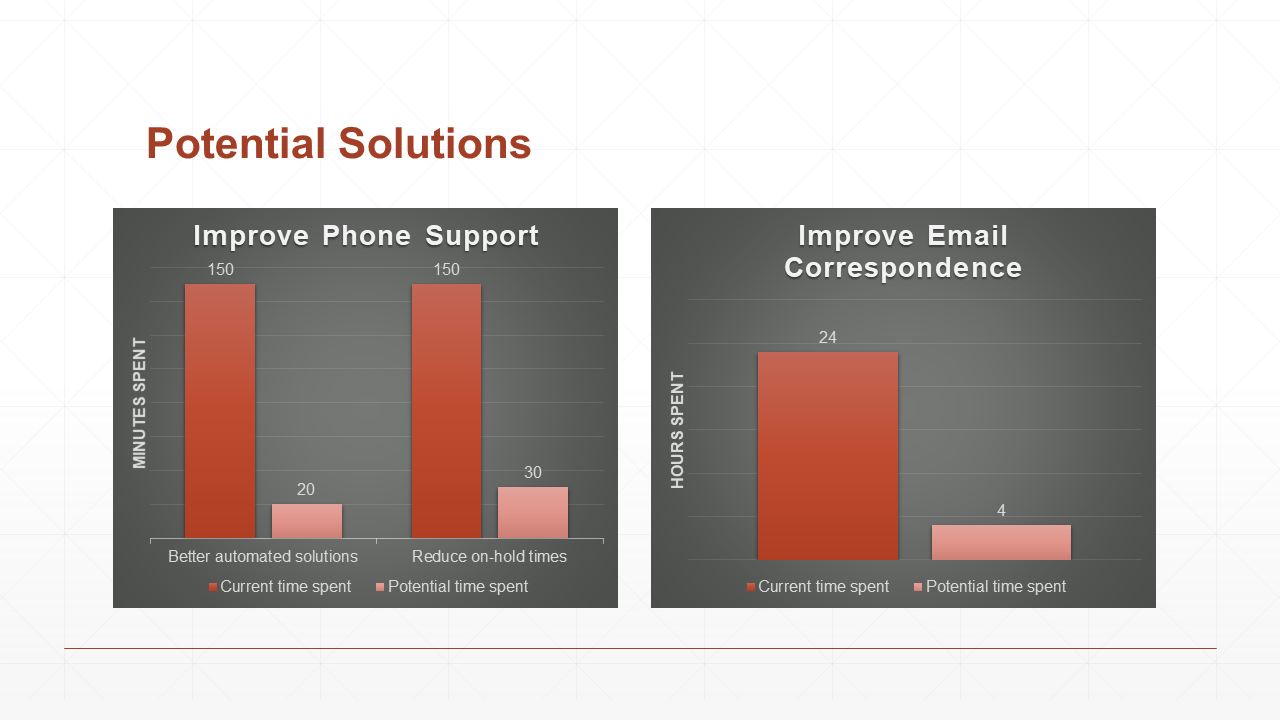 Potential Solutions
Improve Phone Support
150
150
20
30
MINUTES SPENT
Better automated solutions
Reduce on-hold times
Current time spent
Potential time spent
Improve Email
Correspondence
24
4
HOURS SPENT
Current time spent
Potential time spent